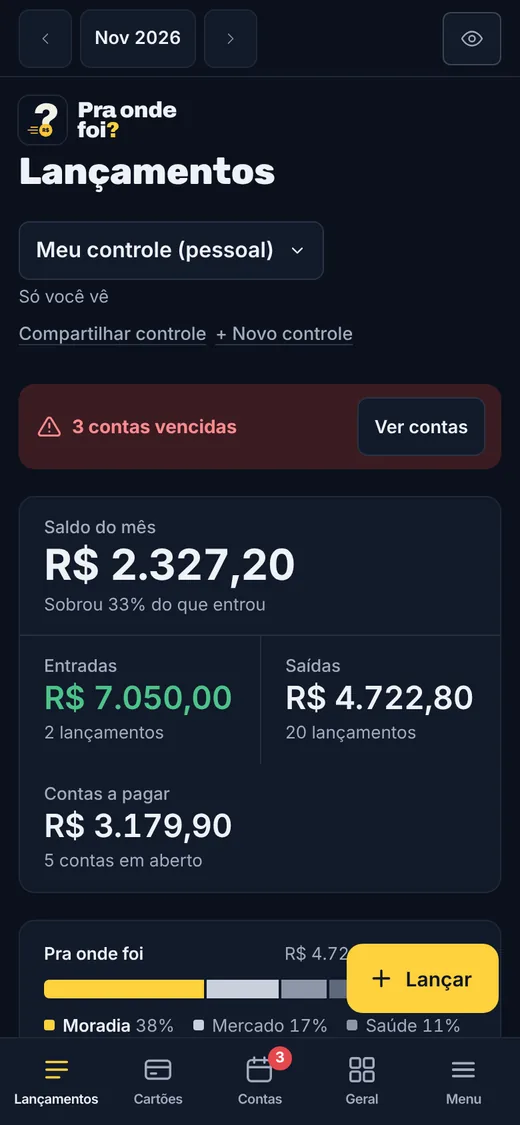 Nov 2026
Pra onde
foi?
Lançamentos
Meu controle (pessoal)
Só você vê
Compartilhar controle + Novo controle
3 contas vencidas Ver contas
Saldo do mês
R$ 2.327,20
Sobrou 33% do que entrou
Entradas Saídas
R$ 7.050,00 R$ 4.722,80
2 lançamentos 20 lançamentos
Contas a pagar
R$ 3.179,90
5 contas em aberto
Pra onde foi R$ 4.72
+ Lançar
Moradia 38% Mercado 17% Saúde 11%
3
Lançamentos Cartões Contas Geral Menu